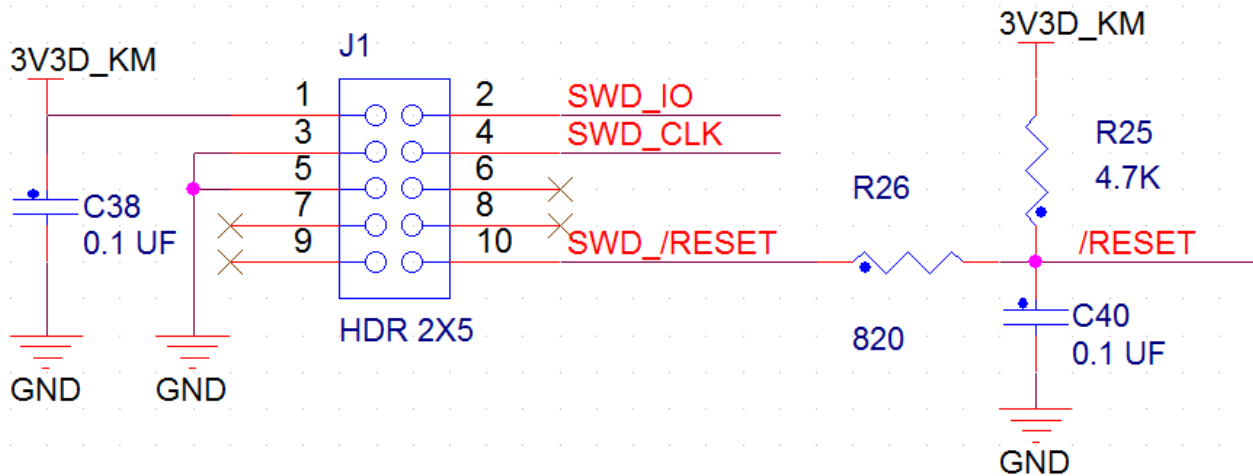 3V3D_KM
J1
3V3D_KM
1
2
SWD_IO
3
4
SWD_CLK
5
6
7
8
9
10
SWD_/RESET
C38
0.1 UF
R26
820
R25
4.7K
/RESET
HDR 2X5
C40
0.1 UF
GND
GND
GND